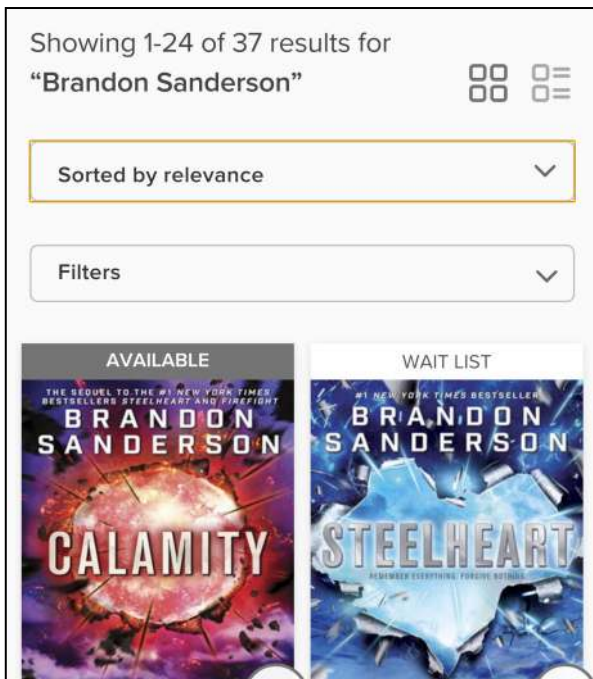 Showing 1-24 of 37 results for
“Brandon Sanderson”
Sorted by relevance
Filters
AVAILABLE
THE SEQUEL TO THE #1 NEW YORK TIMES
BESTSELLERS STEELHEART AND FIREFIGHT
BRANDON
SANDERSON
CALAMITY
WAIT LIST
#1 NEW YORK TIMES BESTSELLER
BRANDON
SANDERSON
STEELHEART
REMEMBER EVERYTHING. FORGIVE NOTHING.